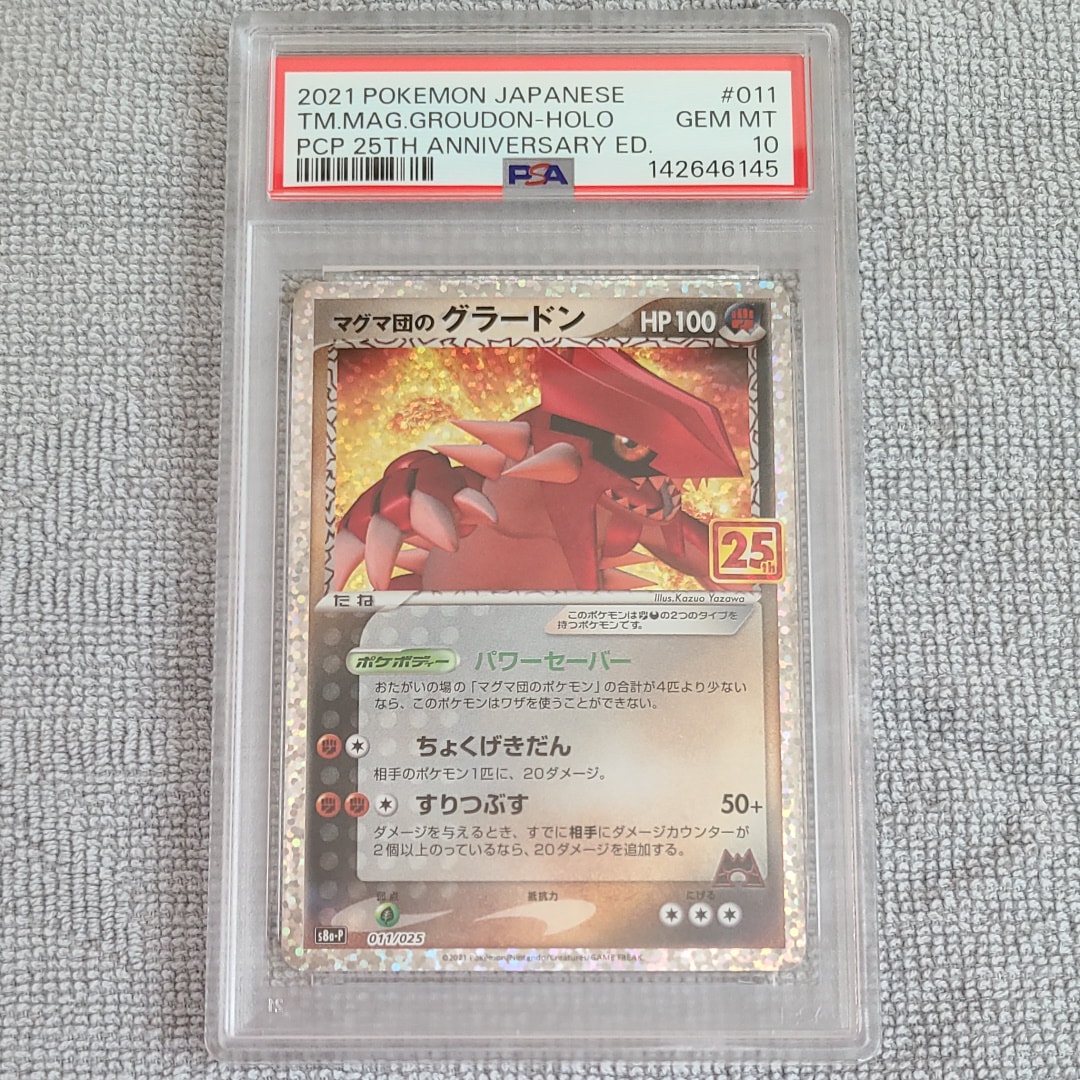 2021 POKEMON JAPANESE #011
TM.MAG.GROUDON-HOLO GEM MT
PCP 25TH ANNIVERSARY ED. 10
PSA 142646145
マグマ団の グラードン HP100
25th
たね
Illus.Kazuo Yazawa
このポケモンは の2つのタイプを
持つポケモンです。
ポケボディー パワーセーバー
おたがいの場の「マグマ団のポケモン」の合計が4匹より少ない
なら、このポケモンはワザを使うことができない。
ちょくげきだん
相手のポケモン1匹に、20ダメージ。
すりつぶす 50+
ダメージを与えるとき、すでに相手にダメージカウンターが
2個以上のっているなら、20ダメージを追加する。
弱点 抵抗力 にげる
s8a-P 011/025
©2021 Pokémon/Nintendo/Creatures/GAME FREAK.